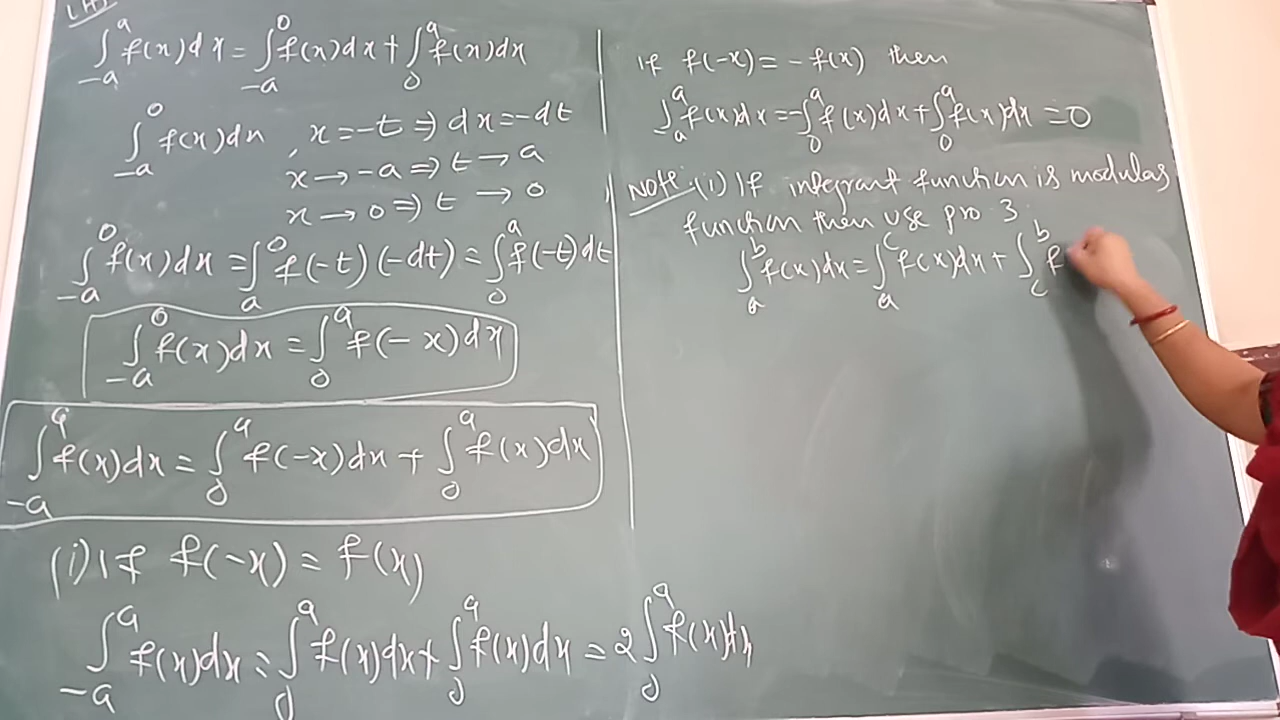 ∫₋ₐᵃ f(x)dx = ∫₋ₐ⁰ f(x)dx + ∫₀ᵃ f(x)dx
∫₋ₐ⁰ f(x)dx , x = -t ⇒ dx = -dt
x → -a ⇒ t → a
x → 0 ⇒ t → 0
∫₋ₐ⁰ f(x)dx = ∫ₐ⁰ f(-t)(-dt) = ∫₀ᵃ f(-t)dt
∫₋ₐ⁰ f(x)dx = ∫₀ᵃ f(-x)dx
∫₋ₐᵃ f(x)dx = ∫₀ᵃ f(-x)dx + ∫₀ᵃ f(x)dx
(i) If f(-x) = f(x)
∫₋ₐᵃ f(x)dx = ∫₀ᵃ f(x)dx + ∫₀ᵃ f(x)dx = 2∫₀ᵃ f(x)dx
If f(-x) = -f(x) then
∫ₐᵃ f(x)dx = -∫₀ᵃ f(x)dx + ∫₀ᵃ f(x)dx = 0
Note: (i) If integrant function is modulas
function then use pro 3.
∫ₐᵇ f(x)dx = ∫ₐᶜ f(x)dx + ∫_cᵇ f